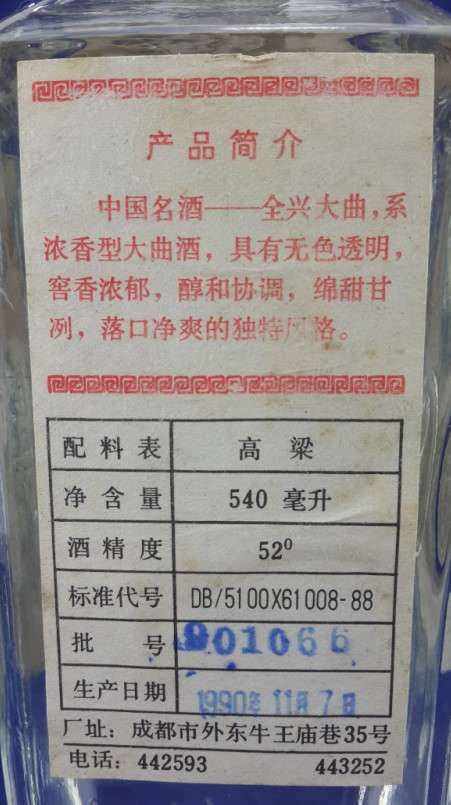 产品简介
中国名酒——全兴大曲,系
浓香型大曲酒,具有无色透明,
窖香浓郁,醇和协调,绵甜甘
冽,落口净爽的独特风格。
配料表 高粱
净含量 540 毫升
酒精度 52⁰
标准代号 DB/5100X61008-88
批号 901066
生产日期 1990年11月7日
厂址:成都市外东牛王庙巷35号
电话:442593 443252